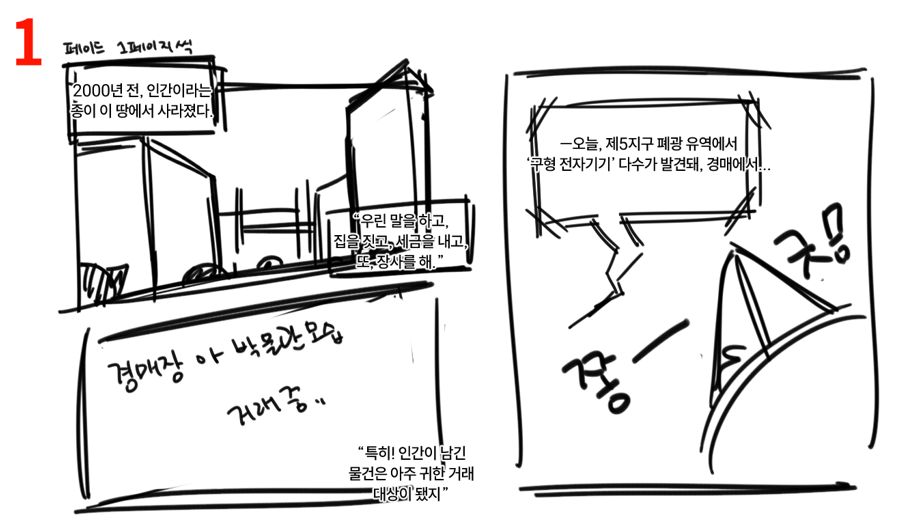 1
페이드 1페이지씩
2000년 전, 인간이라는
종이 이 땅에서 사라졌다.
“우린 말을 하고,
집을 짓고, 세금을 내고,
또, 장사를 해.”
경매장 아 박물관모습
거래중..
“특히! 인간이 남긴
물건은 아주 귀한 거래
대상이 됐지”
—오늘, 제5지구 폐광 유역에서
‘구형 전자기기’ 다수가 발견돼, 경매에서...
쫑—